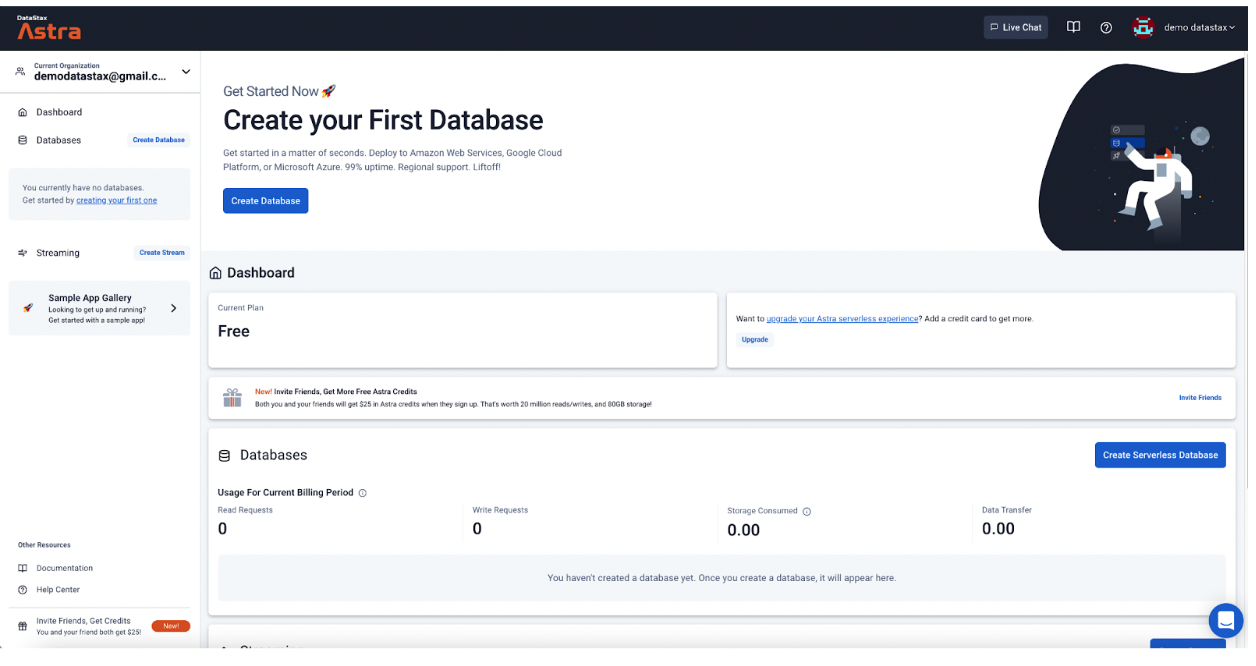 DataStax
Astra
Live Chat
demo datastax
Current Organization
demodatastax@gmail.c...
Dashboard
Databases
Create Database
You currently have no databases.
Get started by creating your first one
Streaming
Create Stream
Sample App Gallery
Looking to get up and running?
Get started with a sample app!
Other Resources
Documentation
Help Center
Invite Friends, Get Credits
You and your friend both get $25!
New!
Get Started Now 🚀
Create your First Database
Get started in a matter of seconds. Deploy to Amazon Web Services, Google Cloud
Platform, or Microsoft Azure. 99% uptime. Regional support. Liftoff!
Create Database
Dashboard
Current Plan
Free
Want to upgrade your Astra serverless experience? Add a credit card to get more.
Upgrade
New! Invite Friends, Get More Free Astra Credits
Both you and your friends will get $25 in Astra credits when they sign up. That's worth 20 million reads/writes, and 80GB storage!
Invite Friends
Databases
Create Serverless Database
Usage For Current Billing Period
Read Requests
0
Write Requests
0
Storage Consumed
0.00
Data Transfer
0.00
You haven't created a database yet. Once you create a database, it will appear here.